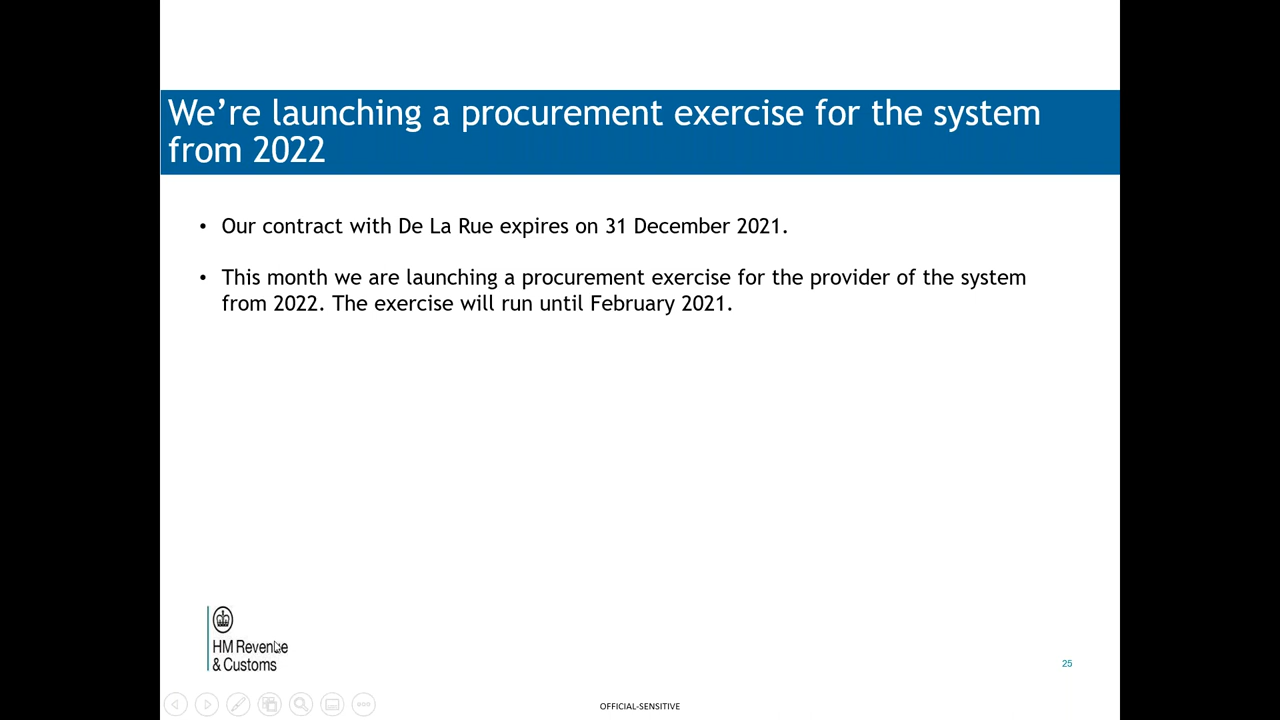 We’re launching a procurement exercise for the system
from 2022
• Our contract with De La Rue expires on 31 December 2021.
• This month we are launching a procurement exercise for the provider of the system
from 2022. The exercise will run until February 2021.
HM Revenue
& Customs
25
OFFICIAL-SENSITIVE